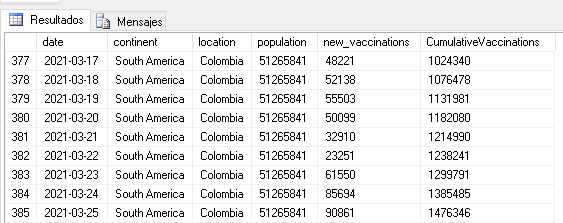 Resultados Mensajes
date continent location population new_vaccinations CumulativeVaccinations
377 2021-03-17 South America Colombia 51265841 48221 1024340
378 2021-03-18 South America Colombia 51265841 52138 1076478
379 2021-03-19 South America Colombia 51265841 55503 1131981
380 2021-03-20 South America Colombia 51265841 50099 1182080
381 2021-03-21 South America Colombia 51265841 32910 1214990
382 2021-03-22 South America Colombia 51265841 23251 1238241
383 2021-03-23 South America Colombia 51265841 61550 1299791
384 2021-03-24 South America Colombia 51265841 85694 1385485
385 2021-03-25 South America Colombia 51265841 90861 1476346